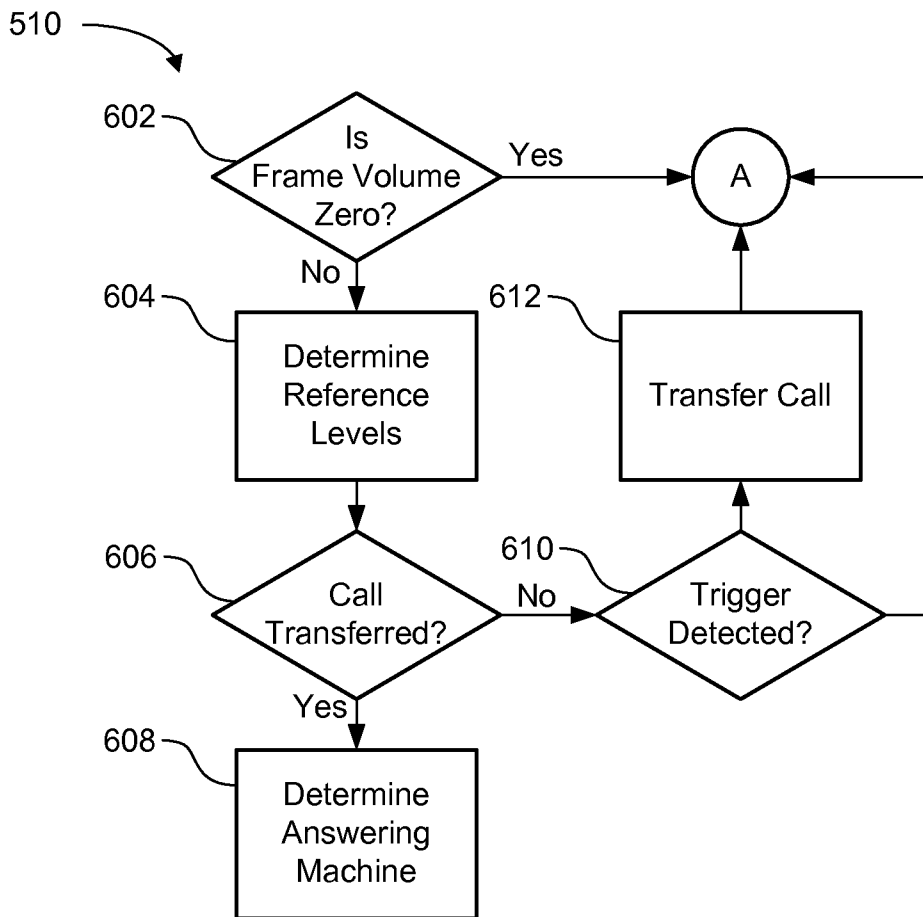 510
602
Is
Frame Volume
Zero?
Yes
A
No
604
Determine
Reference
Levels
612
Transfer Call
606
Call
Transferred?
No
610
Trigger
Detected?
Yes
608
Determine
Answering
Machine